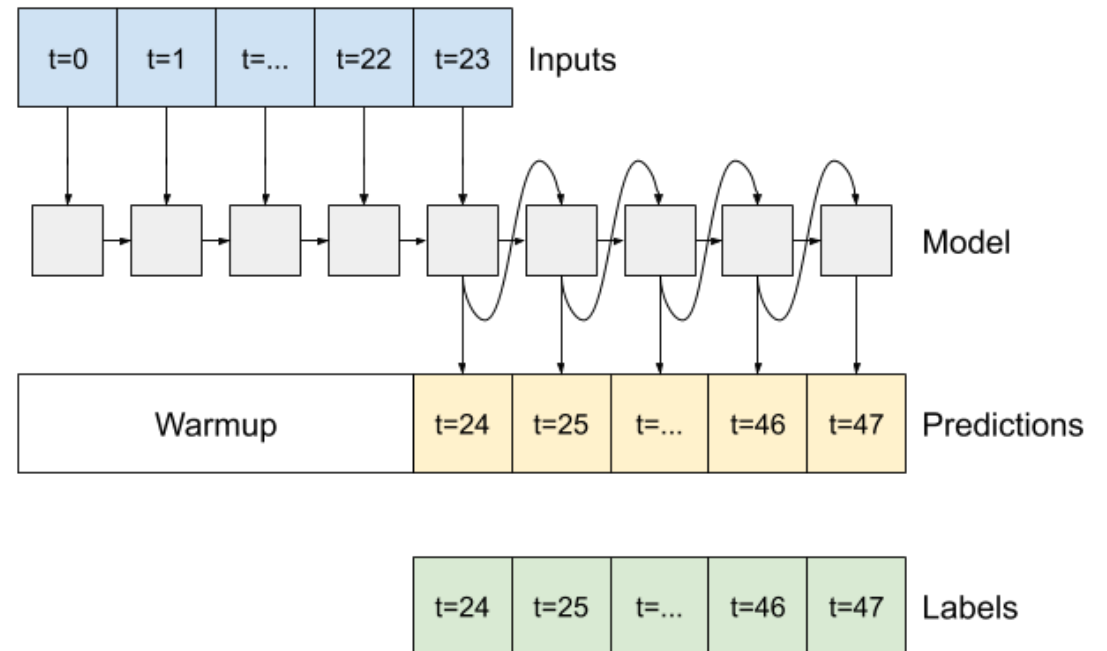 t=0 t=1 t=... t=22 t=23 Inputs
Model
Warmup t=24 t=25 t=... t=46 t=47 Predictions
t=24 t=25 t=... t=46 t=47 Labels